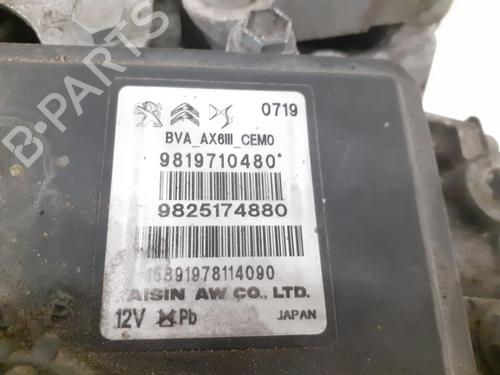 0719
BVA_AX6III_CEMO
9819710480*
9825174880
15891978114090
AISIN AW CO., LTD.
12V Pb JAPAN
B-Parts